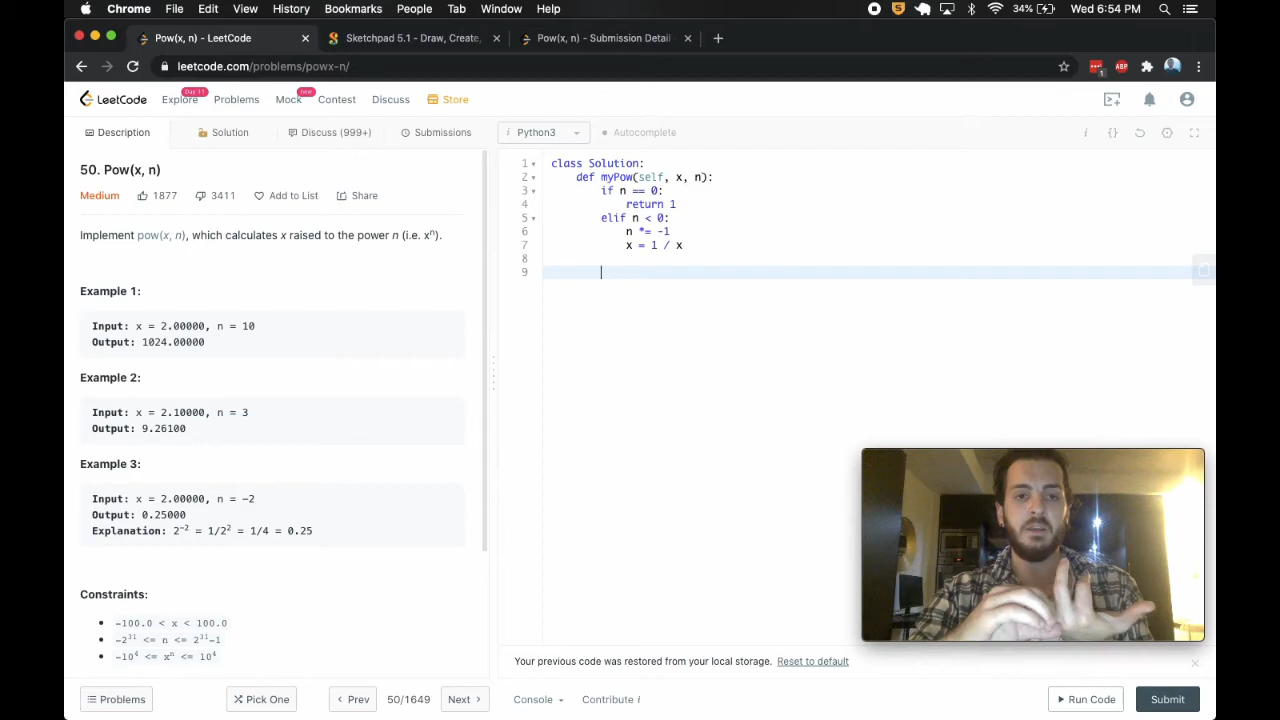 Chrome File Edit View History Bookmarks People Tab Window Help
34% Wed 6:54 PM
Pow(x, n) - LeetCode
Sketchpad 5.1 - Draw, Create,
Pow(x, n) - Submission Detail
leetcode.com/problems/powx-n/
LeetCode
Explore
Day 11
Problems
Mock
new
Contest
Discuss
Store
Description
Solution
Discuss (999+)
Submissions
i Python3
Autocomplete
50. Pow(x, n)
Medium 1877 3411 Add to List Share
Implement pow(x, n), which calculates x raised to the power n (i.e. xⁿ).
Example 1:
Input: x = 2.00000, n = 10
Output: 1024.00000
Example 2:
Input: x = 2.10000, n = 3
Output: 9.26100
Example 3:
Input: x = 2.00000, n = -2
Output: 0.25000
Explanation: 2⁻² = 1/2² = 1/4 = 0.25
Constraints:
-100.0 < x < 100.0
-2³¹ <= n <= 2³¹-1
-10⁴ <= xⁿ <= 10⁴
1 class Solution:
2 def myPow(self, x, n):
3 if n == 0:
4 return 1
5 elif n < 0:
6 n *= -1
7 x = 1 / x
8
9
Your previous code was restored from your local storage. Reset to default
Problems
Pick One
Prev
50/1649
Next
Console
Contribute i
Run Code
Submit